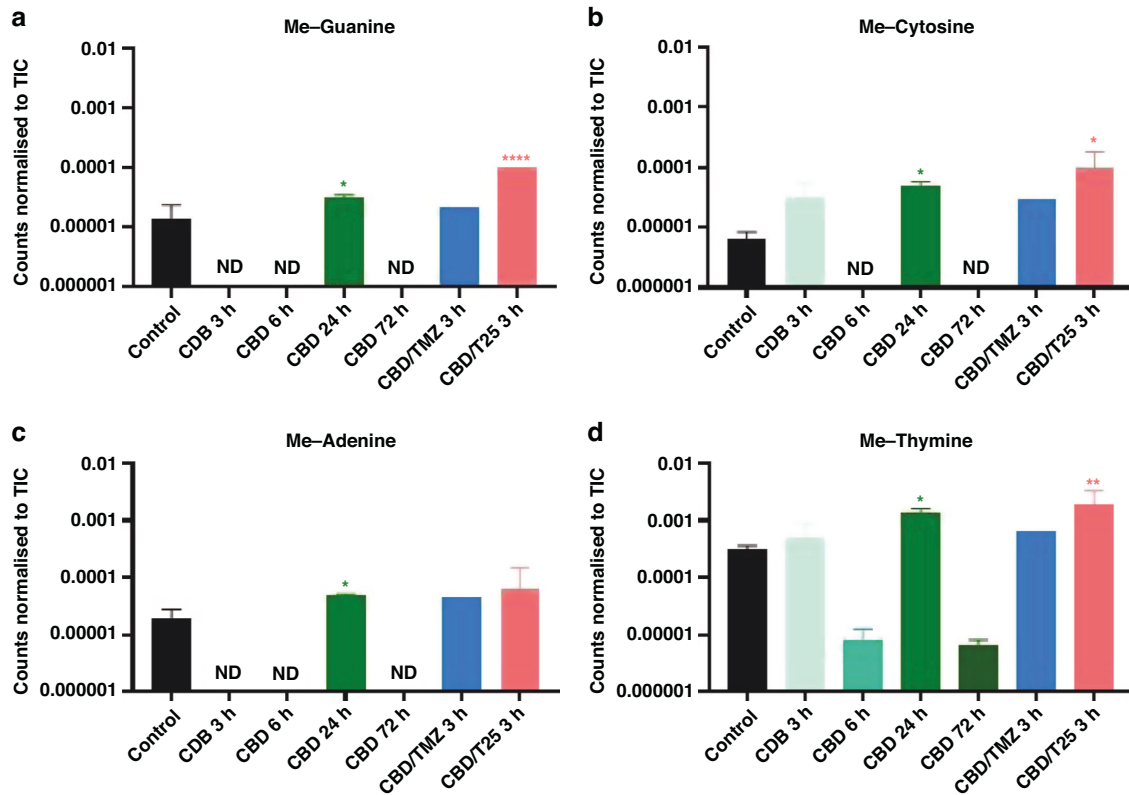 a
Me–Guanine
Counts normalised to TIC
0.01
0.001
0.0001
0.00001
0.000001
*
****
ND
ND
ND
Control
CDB 3 h
CBD 6 h
CBD 24 h
CBD 72 h
CBD/TMZ 3 h
CBD/T25 3 h
b
Me–Cytosine
Counts normalised to TIC
0.01
0.001
0.0001
0.00001
0.000001
*
*
ND
ND
Control
CDB 3 h
CBD 6 h
CBD 24 h
CBD 72 h
CBD/TMZ 3 h
CBD/T25 3 h
c
Me–Adenine
Counts normalised to TIC
0.01
0.001
0.0001
0.00001
0.000001
*
ND
ND
ND
Control
CDB 3 h
CBD 6 h
CBD 24 h
CBD 72 h
CBD/TMZ 3 h
CBD/T25 3 h
d
Me–Thymine
Counts normalised to TIC
0.01
0.001
0.0001
0.00001
0.000001
*
**
Control
CDB 3 h
CBD 6 h
CBD 24 h
CBD 72 h
CBD/TMZ 3 h
CBD/T25 3 h